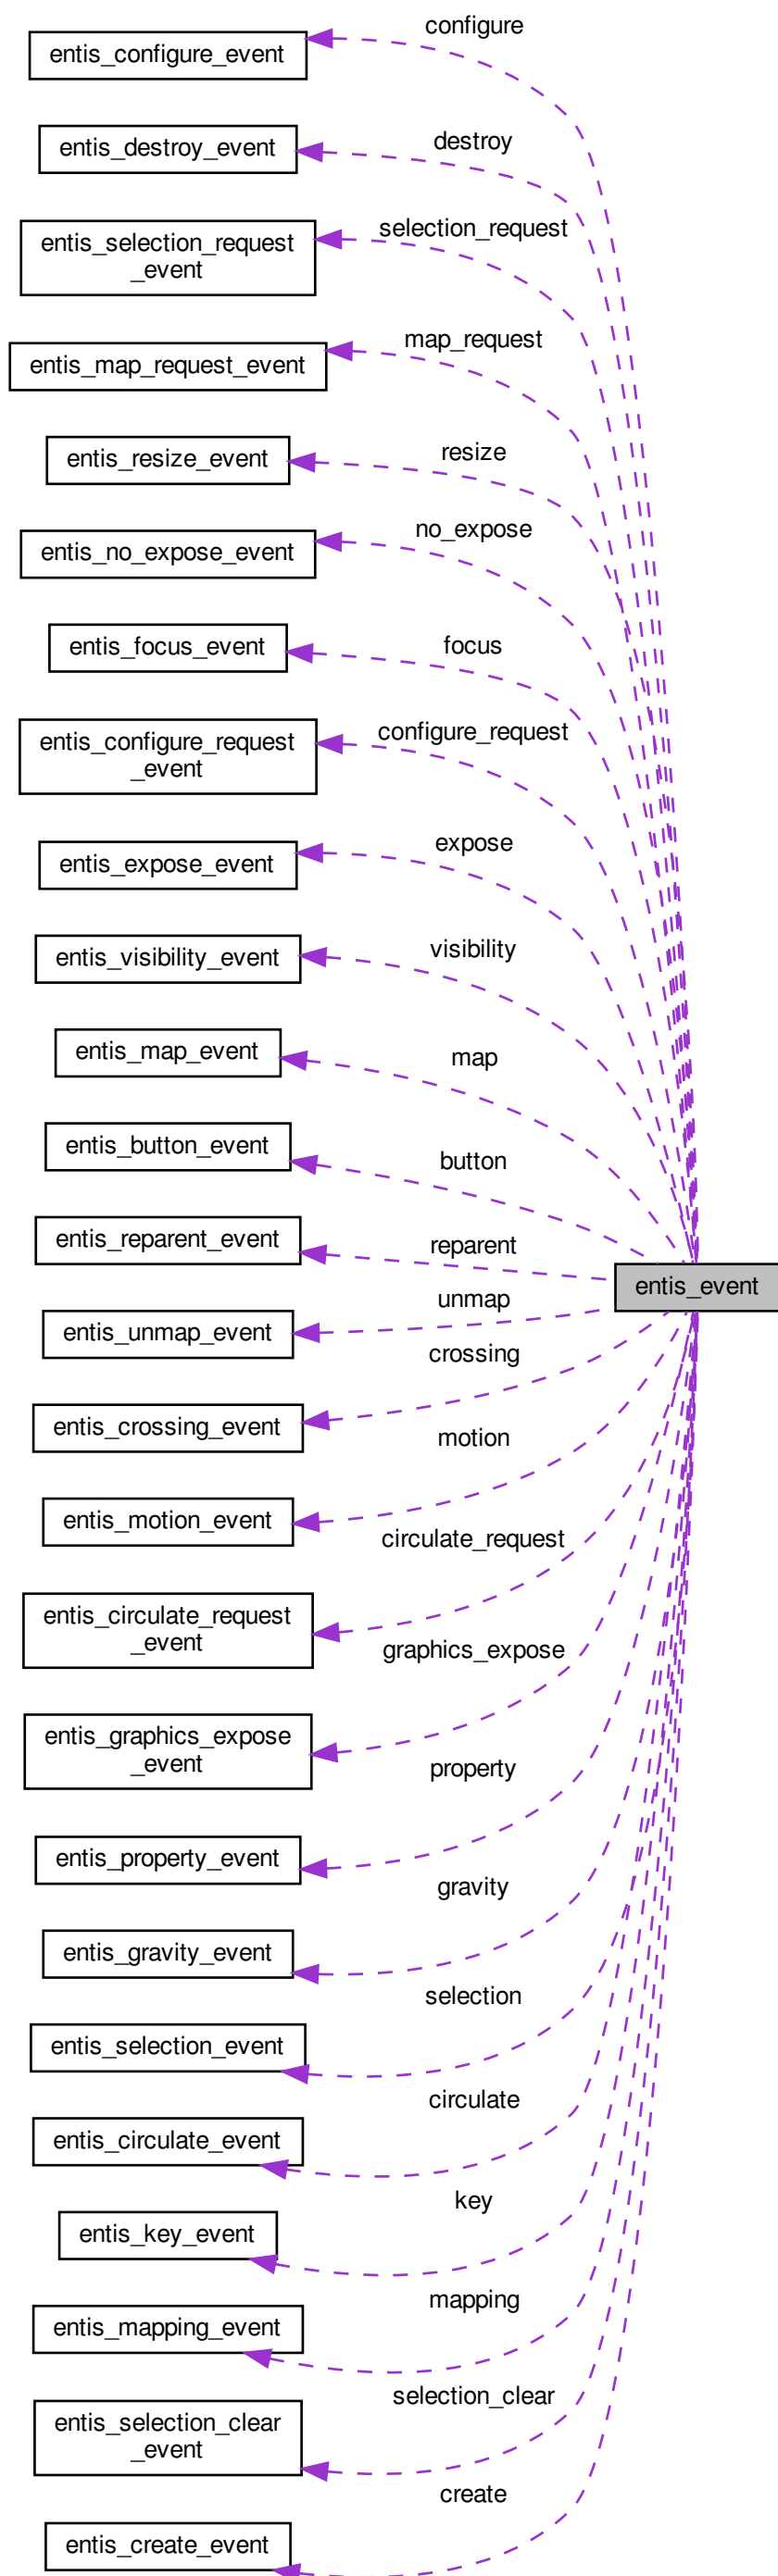 configure
entis_configure_event
destroy
entis_destroy_event
selection_request
entis_selection_request
_event
map_request
entis_map_request_event
resize
entis_resize_event
no_expose
entis_no_expose_event
focus
entis_focus_event
configure_request
entis_configure_request
_event
expose
entis_expose_event
visibility
entis_visibility_event
map
entis_map_event
button
entis_button_event
reparent
entis_reparent_event
entis_event
unmap
entis_unmap_event
crossing
entis_crossing_event
motion
entis_motion_event
circulate_request
entis_circulate_request
_event
graphics_expose
entis_graphics_expose
_event
property
entis_property_event
gravity
entis_gravity_event
selection
entis_selection_event
circulate
entis_circulate_event
key
entis_key_event
mapping
entis_mapping_event
selection_clear
entis_selection_clear
_event
create
entis_create_event